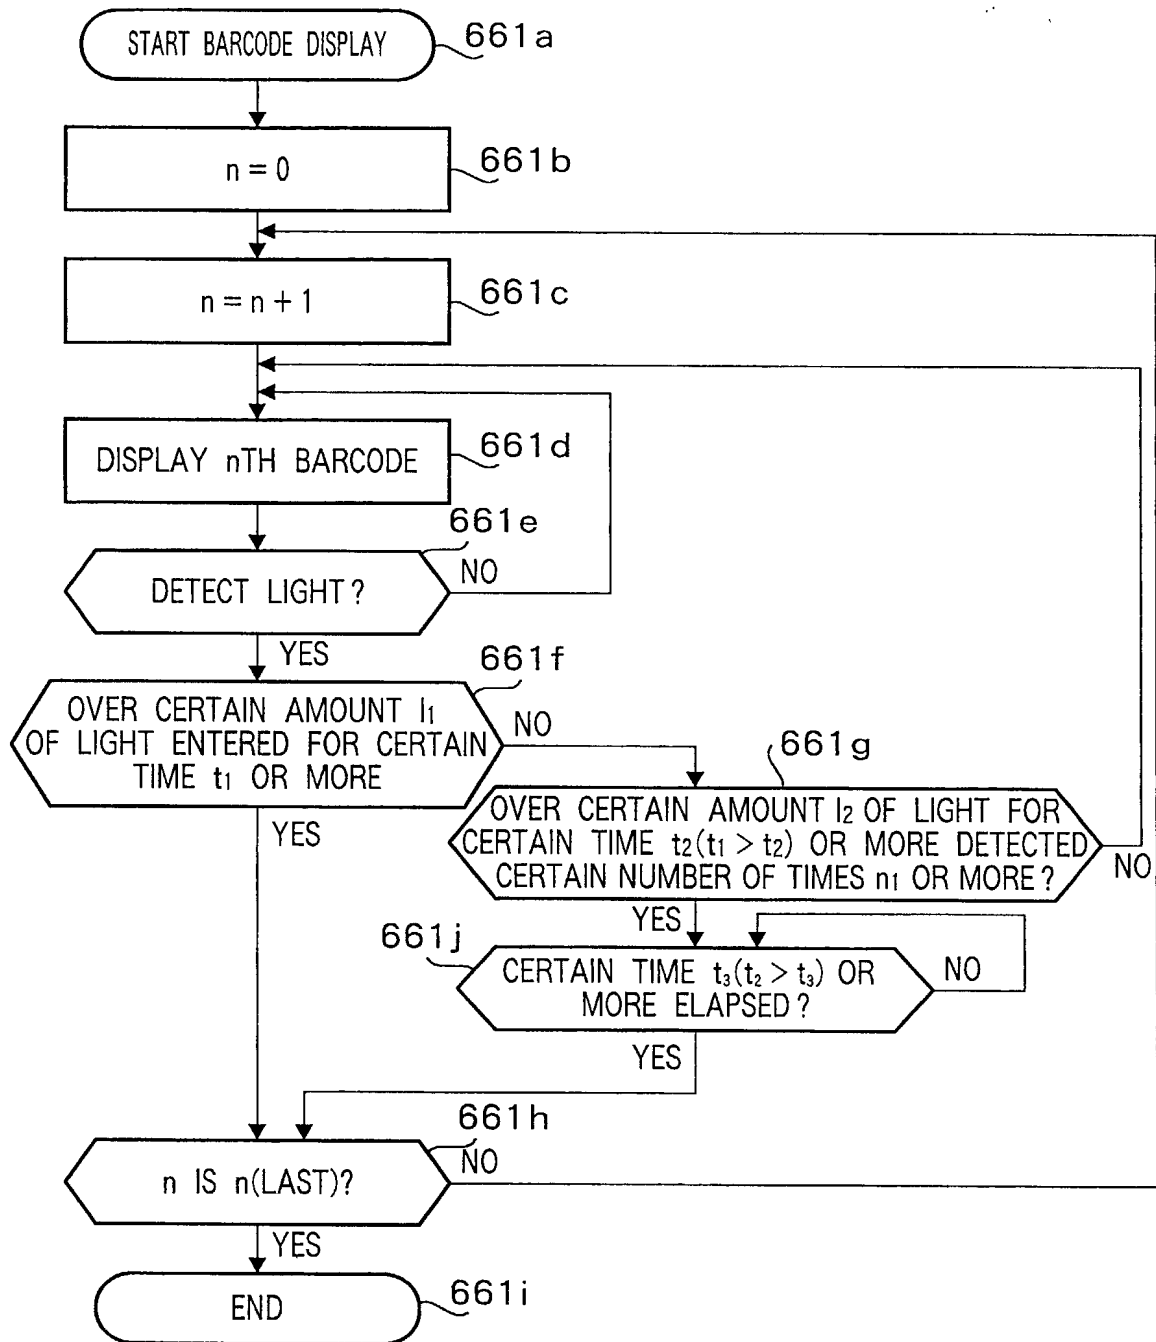 START BARCODE DISPLAY
661a
n = 0
661b
n = n + 1
661c
DISPLAY nTH BARCODE
661d
661e
DETECT LIGHT?
NO
YES
661f
OVER CERTAIN AMOUNT l₁
OF LIGHT ENTERED FOR CERTAIN
TIME t₁ OR MORE
NO
YES
661g
OVER CERTAIN AMOUNT l₂ OF LIGHT FOR
CERTAIN TIME t₂(t₁ > t₂) OR MORE DETECTED
CERTAIN NUMBER OF TIMES n₁ OR MORE?
NO
YES
661j
CERTAIN TIME t₃(t₂ > t₃) OR
MORE ELAPSED?
NO
YES
661h
n IS n(LAST)?
NO
YES
END
661i